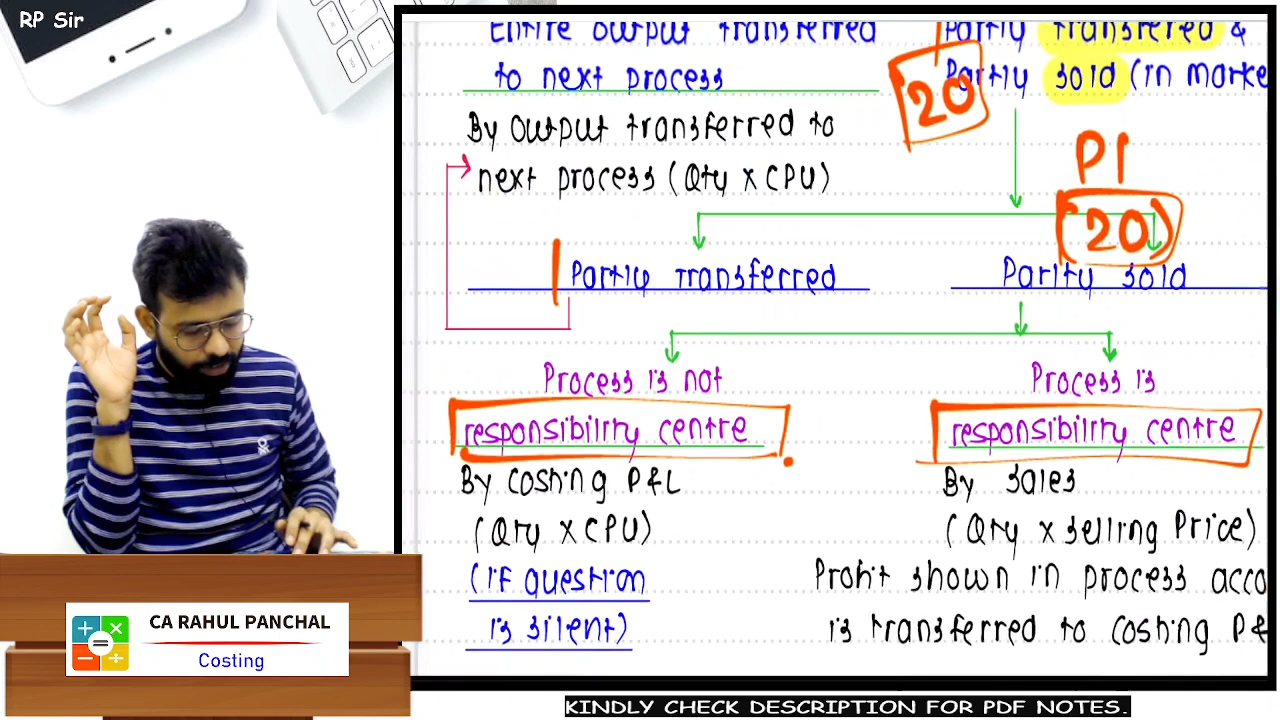 RP Sir
Entire output transferred
to next process
By output transferred to
next process (Qty x CPU)
Partly transfered &
Partly sold (in marke
20
P1
(20)
Partly Transferred
Partly sold
Process is not
responsibility centre
By Costing P&L
(Qty x CPU)
(if question
is silent)
Process is
responsibility centre
By sales
(Qty x selling Price)
Profit shown in process acco
is transferred to Costing P&
CA RAHUL PANCHAL
Costing
KINDLY CHECK DESCRIPTION FOR PDF NOTES.